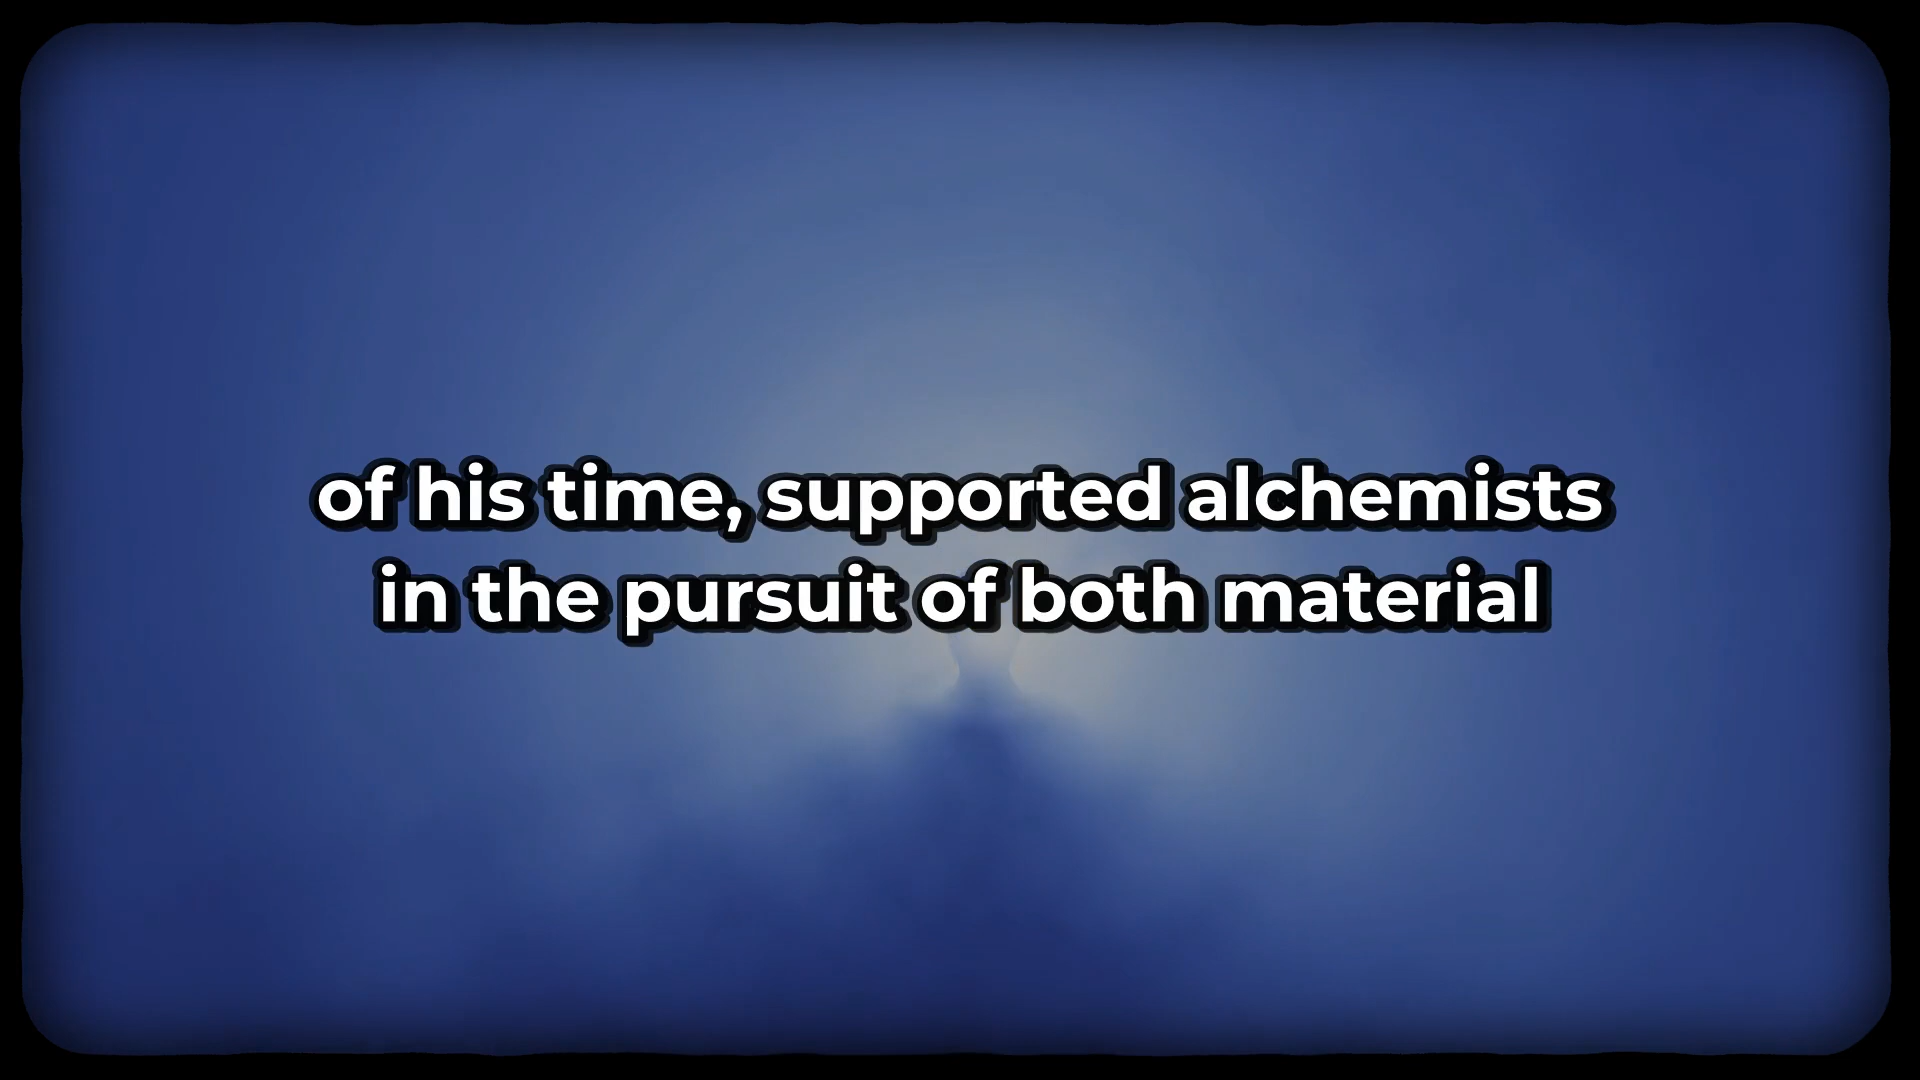 of his time, supported alchemists
in the pursuit of both material